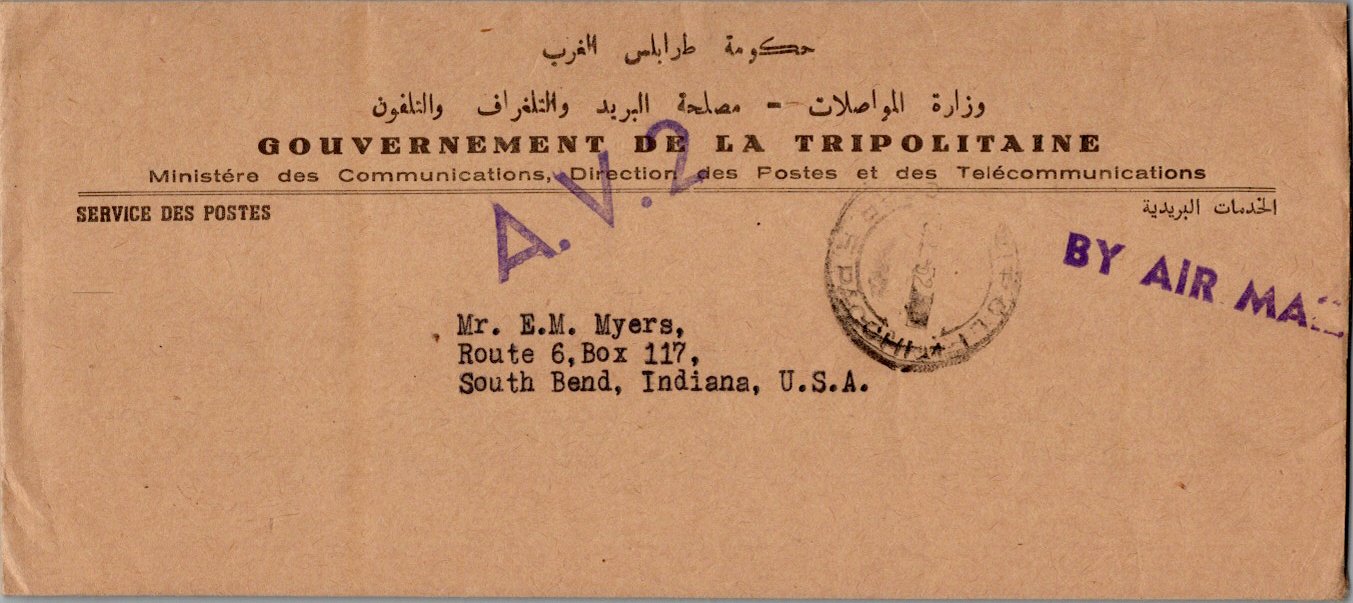 حكومة طرابلس الغرب
وزارة المواصلات - مصلحة البريد والتلغراف والتلفون
GOUVERNEMENT DE LA TRIPOLITAINE
Ministére des Communications, Direction des Postes et des Telécommunications
SERVICE DES POSTES
الخدمات البريدية
A.V.2
BY AIR MAIL
Mr. E.M. Myers,
Route 6,Box 117,
South Bend, Indiana, U.S.A.